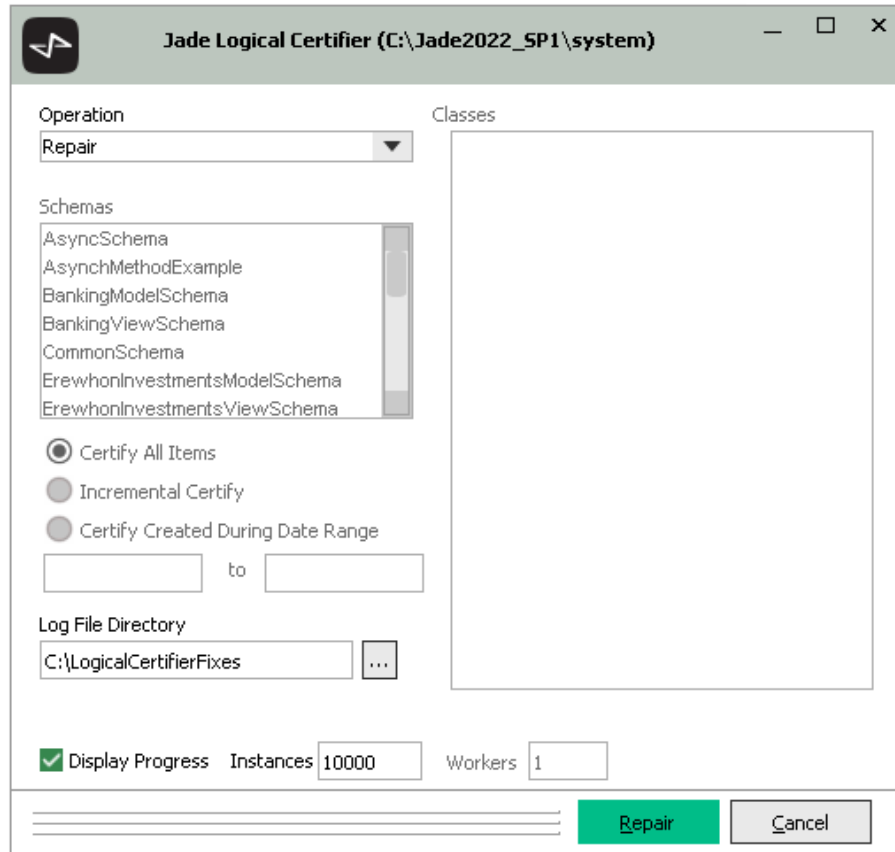 Jade Logical Certifier (C:\Jade2022_SP1\system)
Operation
Repair
Schemas
AsyncSchema
AsynchMethodExample
BankingModelSchema
BankingViewSchema
CommonSchema
ErewhonInvestmentsModelSchema
ErewhonInvestmentsViewSchema
Certify All Items
Incremental Certify
Certify Created During Date Range
to
Log File Directory
C:\LogicalCertifierFixes
...
Classes
Display Progress Instances 10000 Workers 1
Repair Cancel